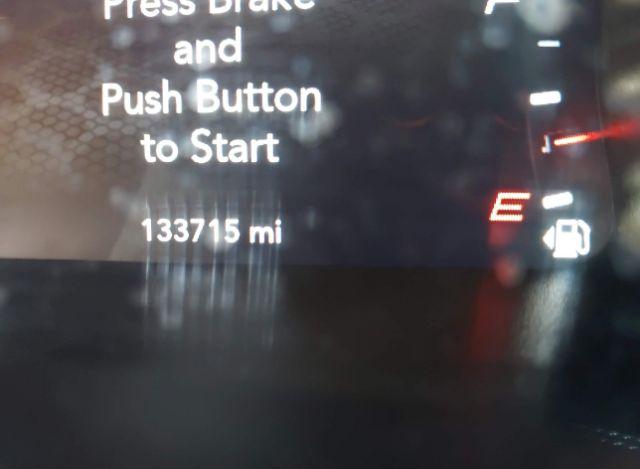 Press Brake
and
Push Button
to Start
133715 mi
E